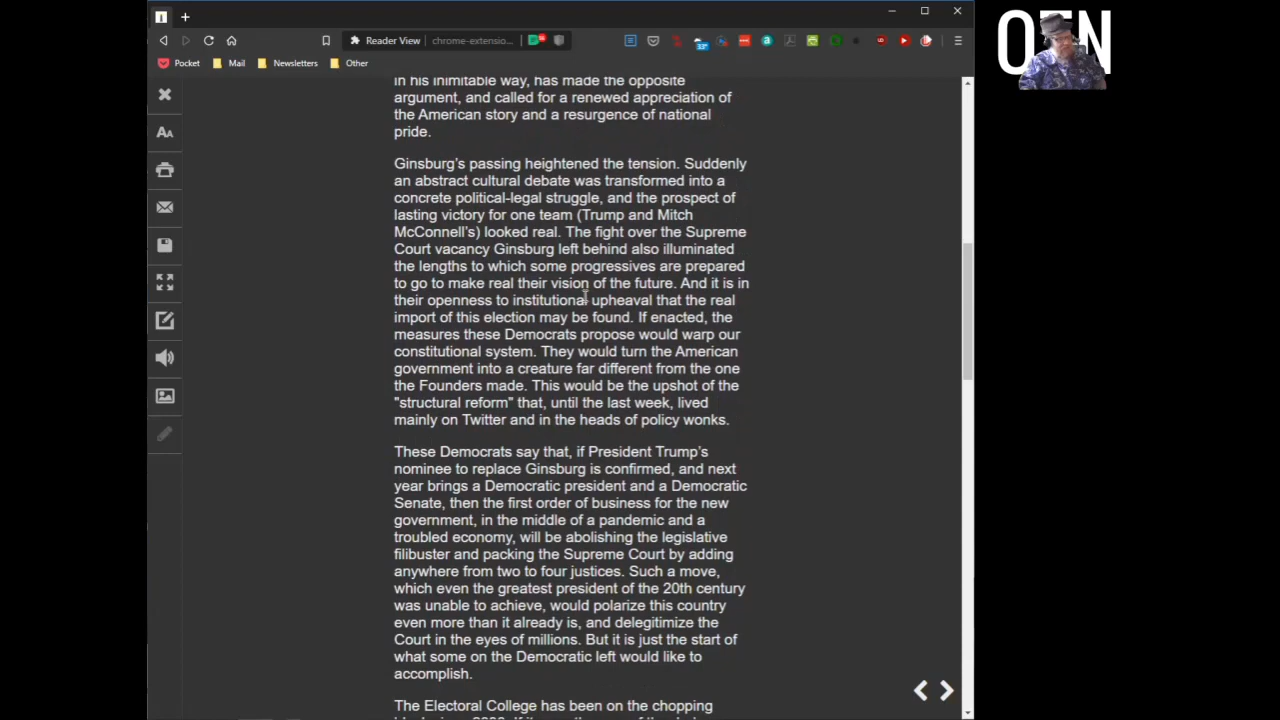 Reader View
chrome-extensio...
33°
Pocket
Mail
Newsletters
Other
in his inimitable way, has made the opposite
argument, and called for a renewed appreciation of
the American story and a resurgence of national
pride.
Ginsburg's passing heightened the tension. Suddenly
an abstract cultural debate was transformed into a
concrete political-legal struggle, and the prospect of
lasting victory for one team (Trump and Mitch
McConnell's) looked real. The fight over the Supreme
Court vacancy Ginsburg left behind also illuminated
the lengths to which some progressives are prepared
to go to make real their vision of the future. And it is in
their openness to institutional upheaval that the real
import of this election may be found. If enacted, the
measures these Democrats propose would warp our
constitutional system. They would turn the American
government into a creature far different from the one
the Founders made. This would be the upshot of the
"structural reform" that, until the last week, lived
mainly on Twitter and in the heads of policy wonks.
These Democrats say that, if President Trump's
nominee to replace Ginsburg is confirmed, and next
year brings a Democratic president and a Democratic
Senate, then the first order of business for the new
government, in the middle of a pandemic and a
troubled economy, will be abolishing the legislative
filibuster and packing the Supreme Court by adding
anywhere from two to four justices. Such a move,
which even the greatest president of the 20th century
was unable to achieve, would polarize this country
even more than it already is, and delegitimize the
Court in the eyes of millions. But it is just the start of
what some on the Democratic left would like to
accomplish.
The Electoral College has been on the chopping